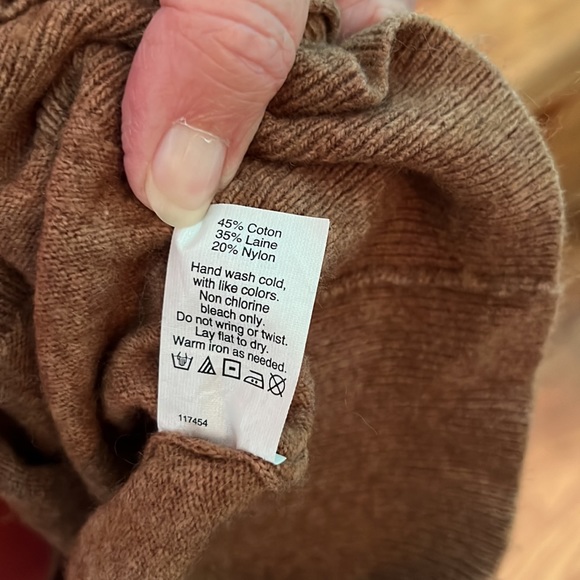 45% Coton
35% Laine
20% Nylon
Hand wash cold,
with like colors.
Non chlorine
bleach only.
Do not wring or twist.
Lay flat to dry.
Warm iron as needed.
117454